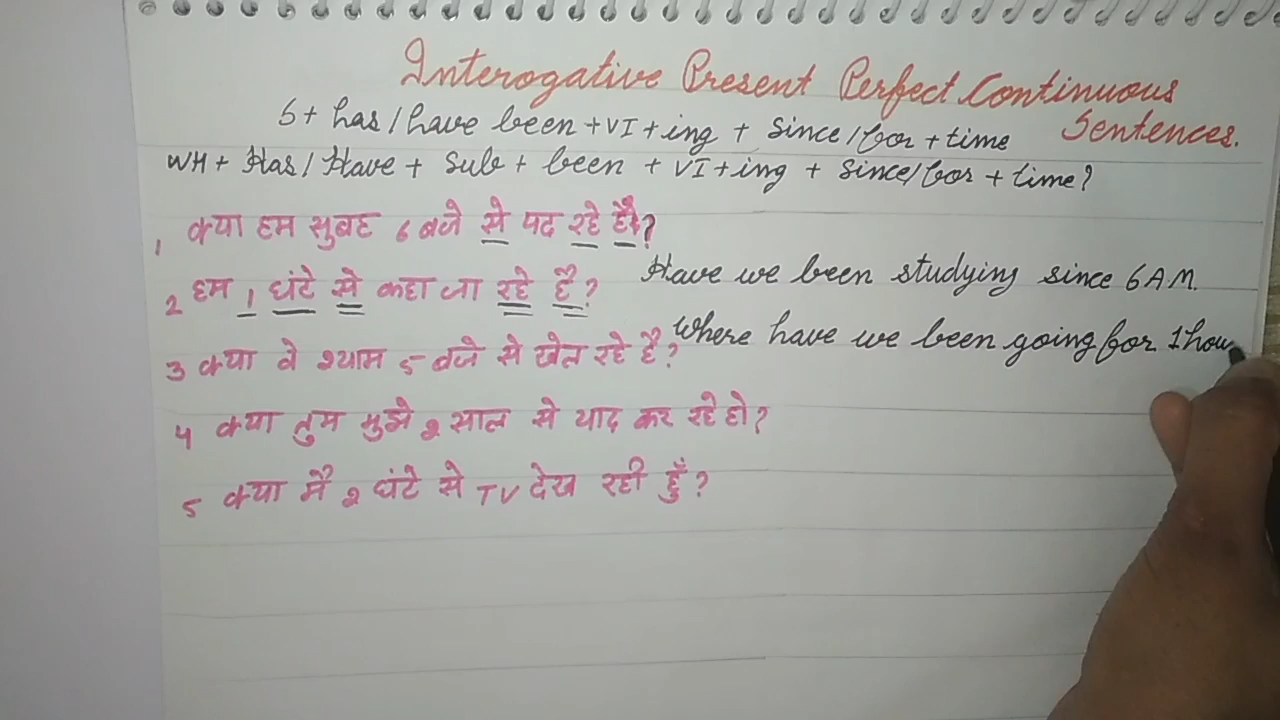 Interogative Present Perfect Continuous
Sentences.
S + has/have been + VI + ing + Since/for + time
WH + Has/Have + Sub + been + VI + ing + Since/for + time?
1 क्या हम सुबह 6 बजे से पढ रहे है?
Have we been studying since 6 AM.
2 हम 1 घंटे से कहा जा रहे है?
Where have we been going for 1 hou
3 क्या वे श्याम 5 बजे से खेल रहे है?
4 क्या तुम मुझे 2 साल से याद कर रहे हो?
5 क्या मै 2 घंटे से TV देख रही हुँ?